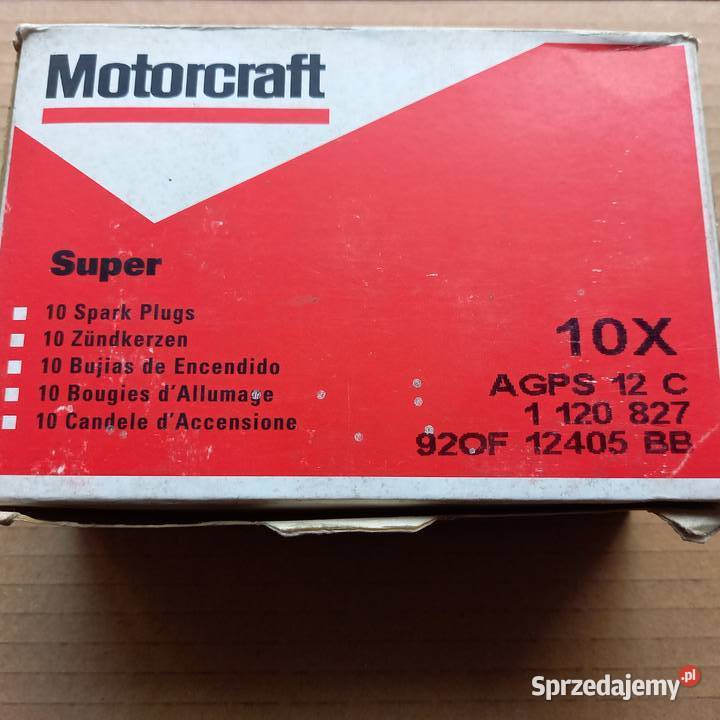 Motorcraft
Super
10 Spark Plugs
10 Zündkerzen
10 Bujias de Encendido
10 Bougies d'Allumage
10 Candele d'Accensione
10X
AGPS 12 C
1 120 827
92OF 12405 BB
Sprzedajemy.pl